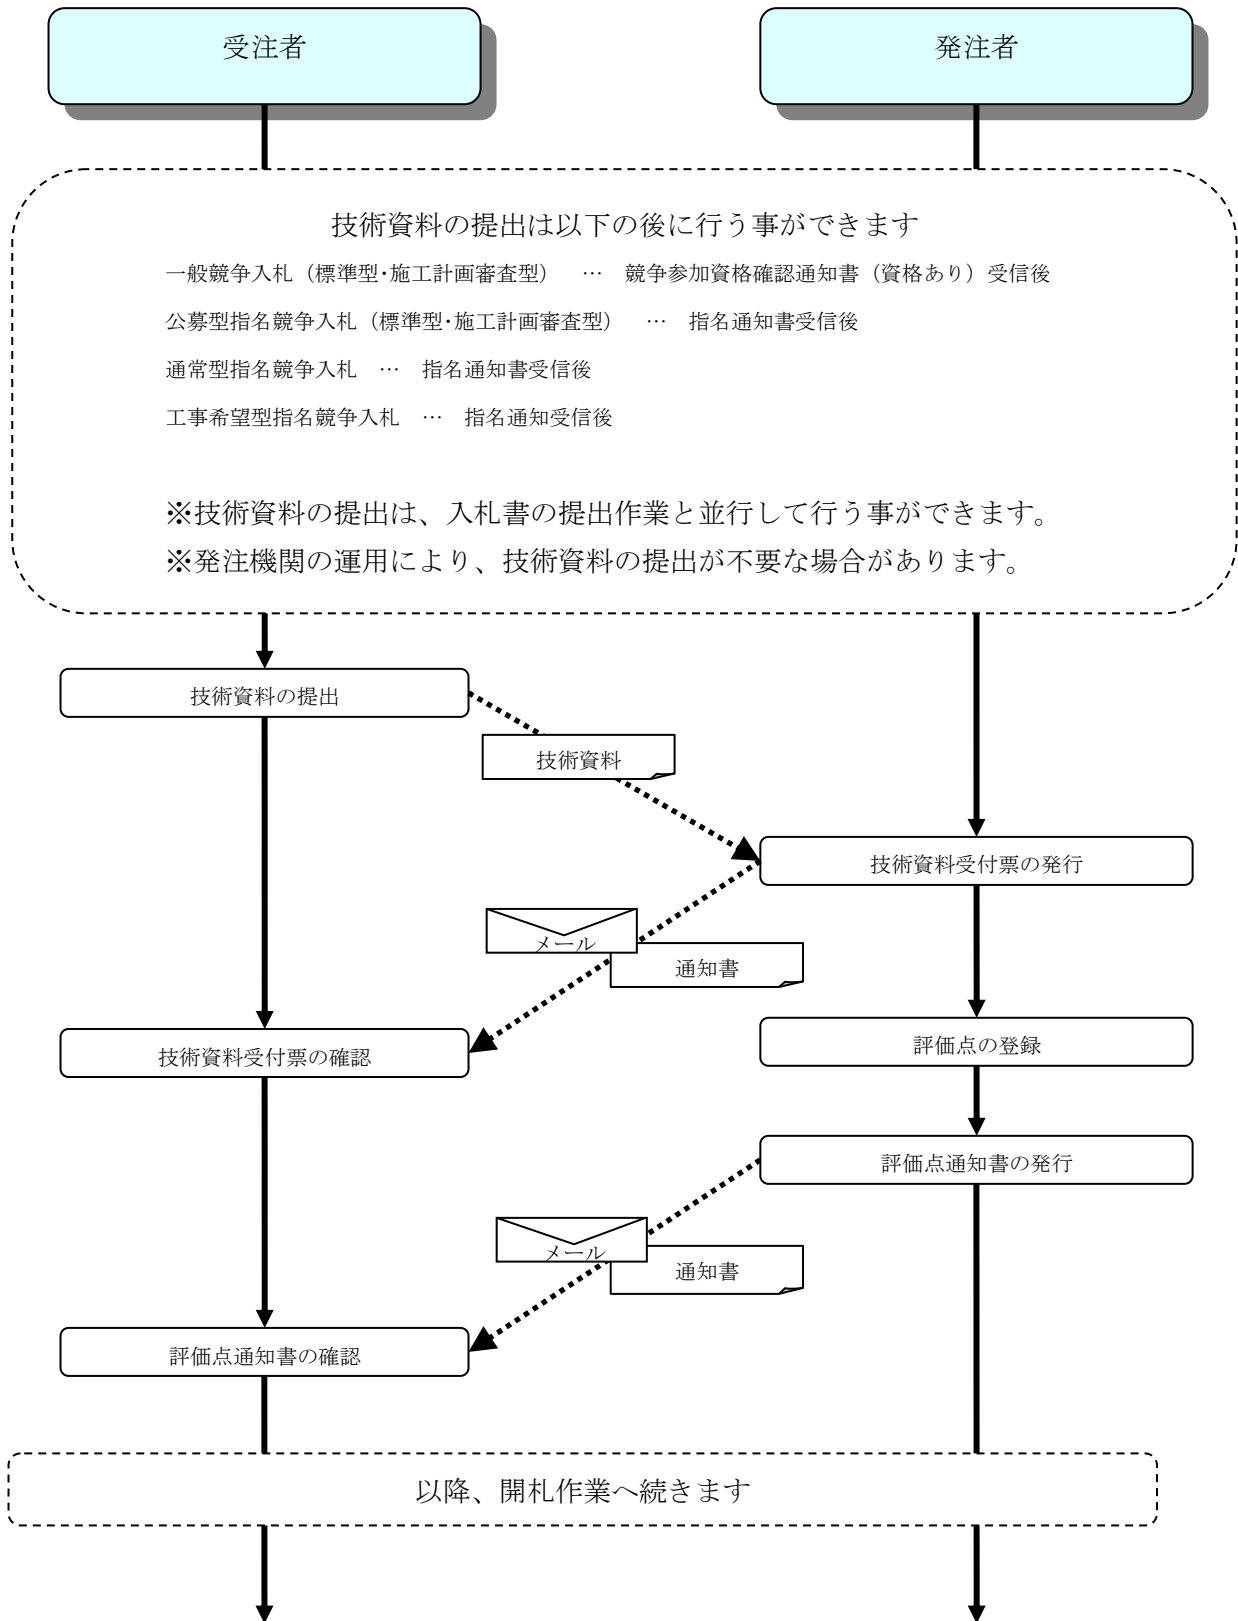 受注者
発注者
技術資料の提出は以下の後に行う事ができます
一般競争入札（標準型･施工計画審査型）　…　競争参加資格確認通知書（資格あり）受信後
公募型指名競争入札（標準型･施工計画審査型）　…　指名通知書受信後
通常型指名競争入札　…　指名通知書受信後
工事希望型指名競争入札　…　指名通知受信後
※技術資料の提出は、入札書の提出作業と並行して行う事ができます。
※発注機関の運用により、技術資料の提出が不要な場合があります。
技術資料の提出
技術資料
技術資料受付票の発行
メール
通知書
技術資料受付票の確認
評価点の登録
評価点通知書の発行
メール
通知書
評価点通知書の確認
以降、開札作業へ続きます